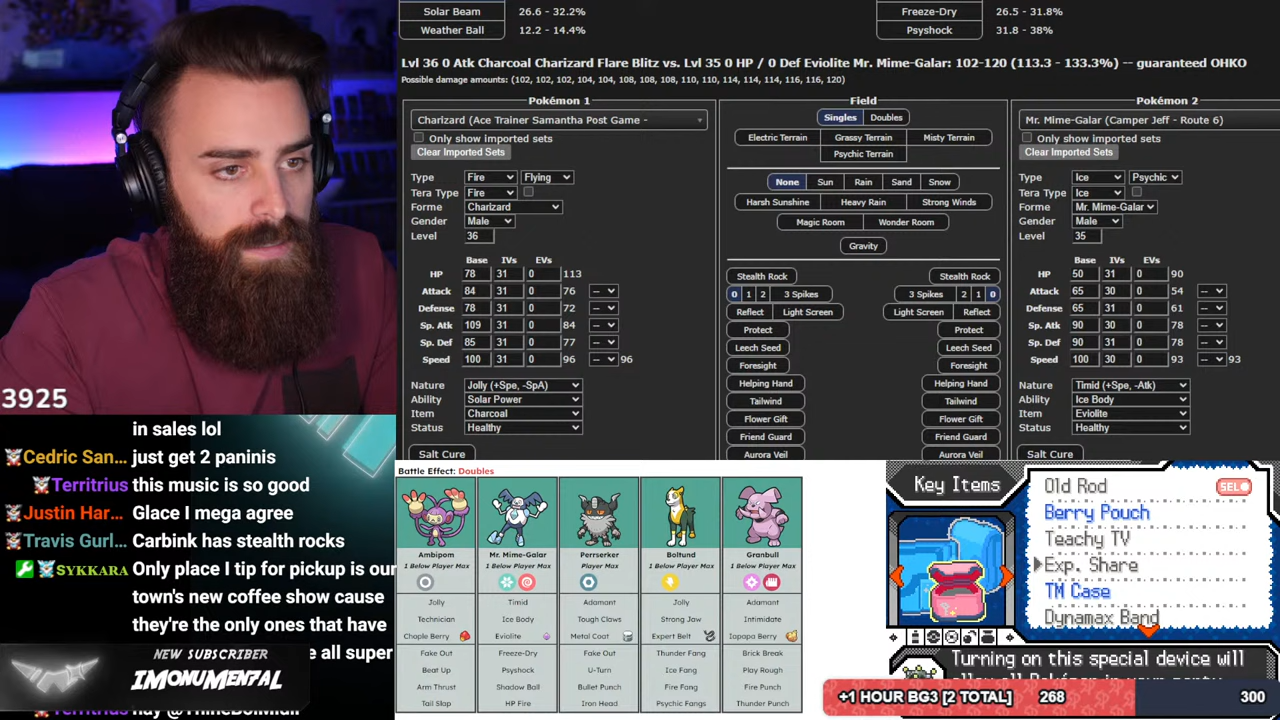 Solar Beam 26.6 - 32.2%
Weather Ball 12.2 - 14.4%
Freeze-Dry 26.5 - 31.8%
Psyshock 31.8 - 38%
Lvl 36 0 Atk Charcoal Charizard Flare Blitz vs. Lvl 35 0 HP / 0 Def Eviolite Mr. Mime-Galar: 102-120 (113.3 - 133.3%) -- guaranteed OHKO
Possible damage amounts: (102, 102, 102, 104, 104, 108, 108, 108, 110, 110, 114, 114, 114, 116, 116, 120)
Pokémon 1
Charizard (Ace Trainer Samantha Post Game -
Only show imported sets
Clear Imported Sets
Type Fire Flying
Tera Type Fire
Forme Charizard
Gender Male
Level 36
Base IVs EVs
HP 78 31 0 113
Attack 84 31 0 76 --
Defense 78 31 0 72 --
Sp. Atk 109 31 0 84 --
Sp. Def 85 31 0 77 --
Speed 100 31 0 96 -- 96
Nature Jolly (+Spe, -SpA)
Ability Solar Power
Item Charcoal
Status Healthy
Salt Cure
Field
Singles Doubles
Electric Terrain Grassy Terrain Misty Terrain
Psychic Terrain
None Sun Rain Sand Snow
Harsh Sunshine Heavy Rain Strong Winds
Magic Room Wonder Room
Gravity
Stealth Rock Stealth Rock
0 1 2 3 Spikes 3 Spikes 2 1 0
Reflect Light Screen Light Screen Reflect
Protect Protect
Leech Seed Leech Seed
Foresight Foresight
Helping Hand Helping Hand
Tailwind Tailwind
Flower Gift Flower Gift
Friend Guard Friend Guard
Aurora Veil Aurora Veil
Pokémon 2
Mr. Mime-Galar (Camper Jeff - Route 6)
Only show imported sets
Clear Imported Sets
Type Ice Psychic
Tera Type Ice
Forme Mr. Mime-Galar
Gender Male
Level 35
Base IVs EVs
HP 50 31 0 90
Attack 65 30 0 54 --
Defense 65 31 0 61 --
Sp. Atk 90 30 0 78 --
Sp. Def 90 31 0 78 --
Speed 100 30 0 93 -- 93
Nature Timid (+Spe, -Atk)
Ability Ice Body
Item Eviolite
Status Healthy
Salt Cure
3925
in sales lol
Cedric San... just get 2 paninis
Territrius this music is so good
Justin Har... Glace I mega agree
Travis Gurl... Carbink has stealth rocks
SYKKARA Only place I tip for pickup is our
town's new coffee show cause
they're the only ones that have
e all super
NEW SUBSCRIBER
IMONUMEN7AL
Battle Effect: Doubles
Ambipom Mr. Mime-Galar Perrserker Boltund Granbull
1 Below Player Max 1 Below Player Max 1 Below Player Max 1 Below Player Max 1 Below Player Max
Jolly Timid Adamant Jolly Adamant
Technician Ice Body Tough Claws Strong Jaw Intimidate
Chople Berry Eviolite Metal Coat Expert Belt Iapapa Berry
Fake Out Freeze-Dry Fake Out Thunder Fang Brick Break
Beat Up Psyshock U-Turn Ice Fang Play Rough
Arm Thrust Shadow Ball Bullet Punch Fire Fang Fire Punch
Tail Slap HP Fire Iron Head Psychic Fangs Thunder Punch
Key Items
Old Rod
SEL
Berry Pouch
Teachy TV
Exp. Share
TM Case
Dynamax Band
Turning on this special device will
+1 HOUR BG3 [2 TOTAL] 268 300